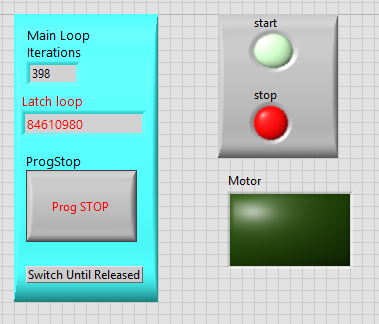 Main Loop
Iterations
398
Latch loop
84610980
ProgStop
Prog STOP
Switch Until Released
start
stop
Motor